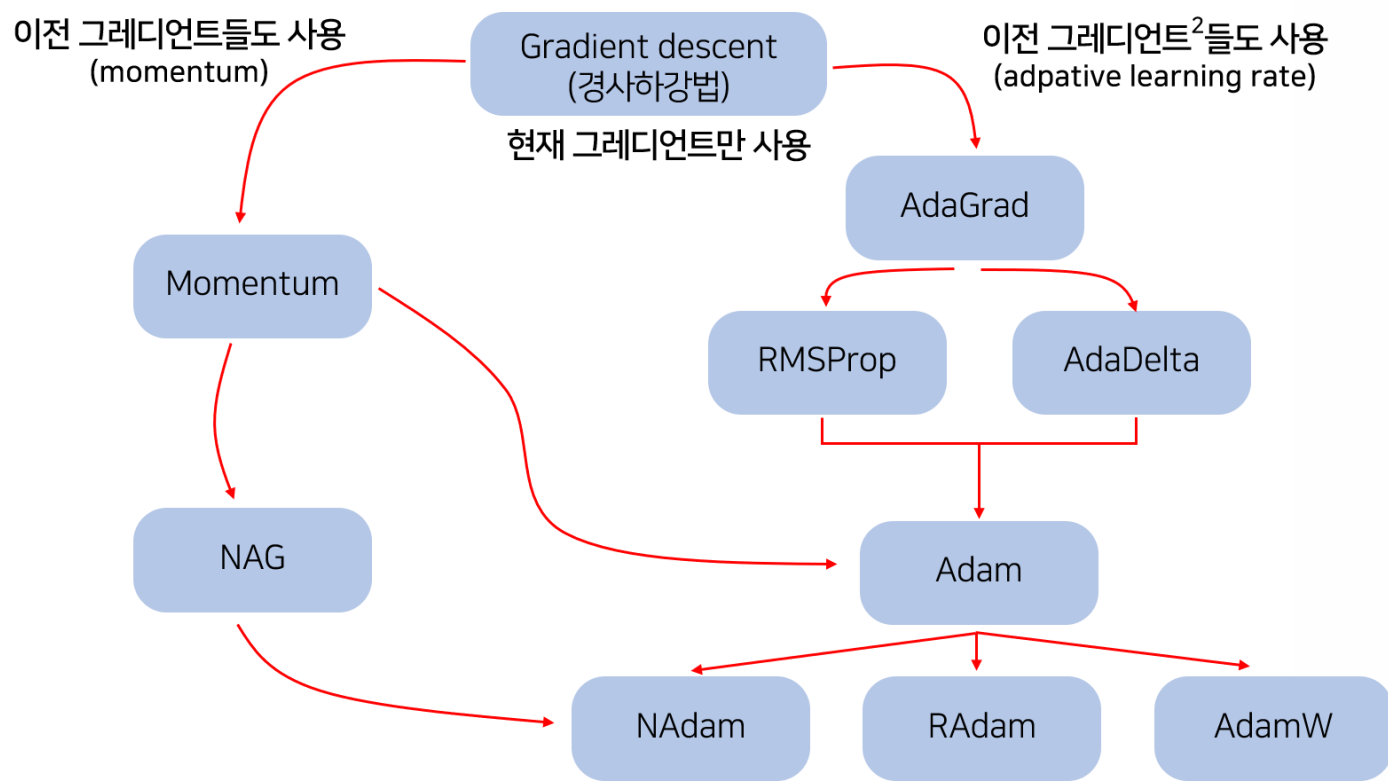 이전 그레디언트들도 사용
(momentum)
Gradient descent
(경사하강법)
현재 그레디언트만 사용
이전 그레디언트²들도 사용
(adpative learning rate)
AdaGrad
Momentum
RMSProp
AdaDelta
NAG
Adam
NAdam
RAdam
AdamW